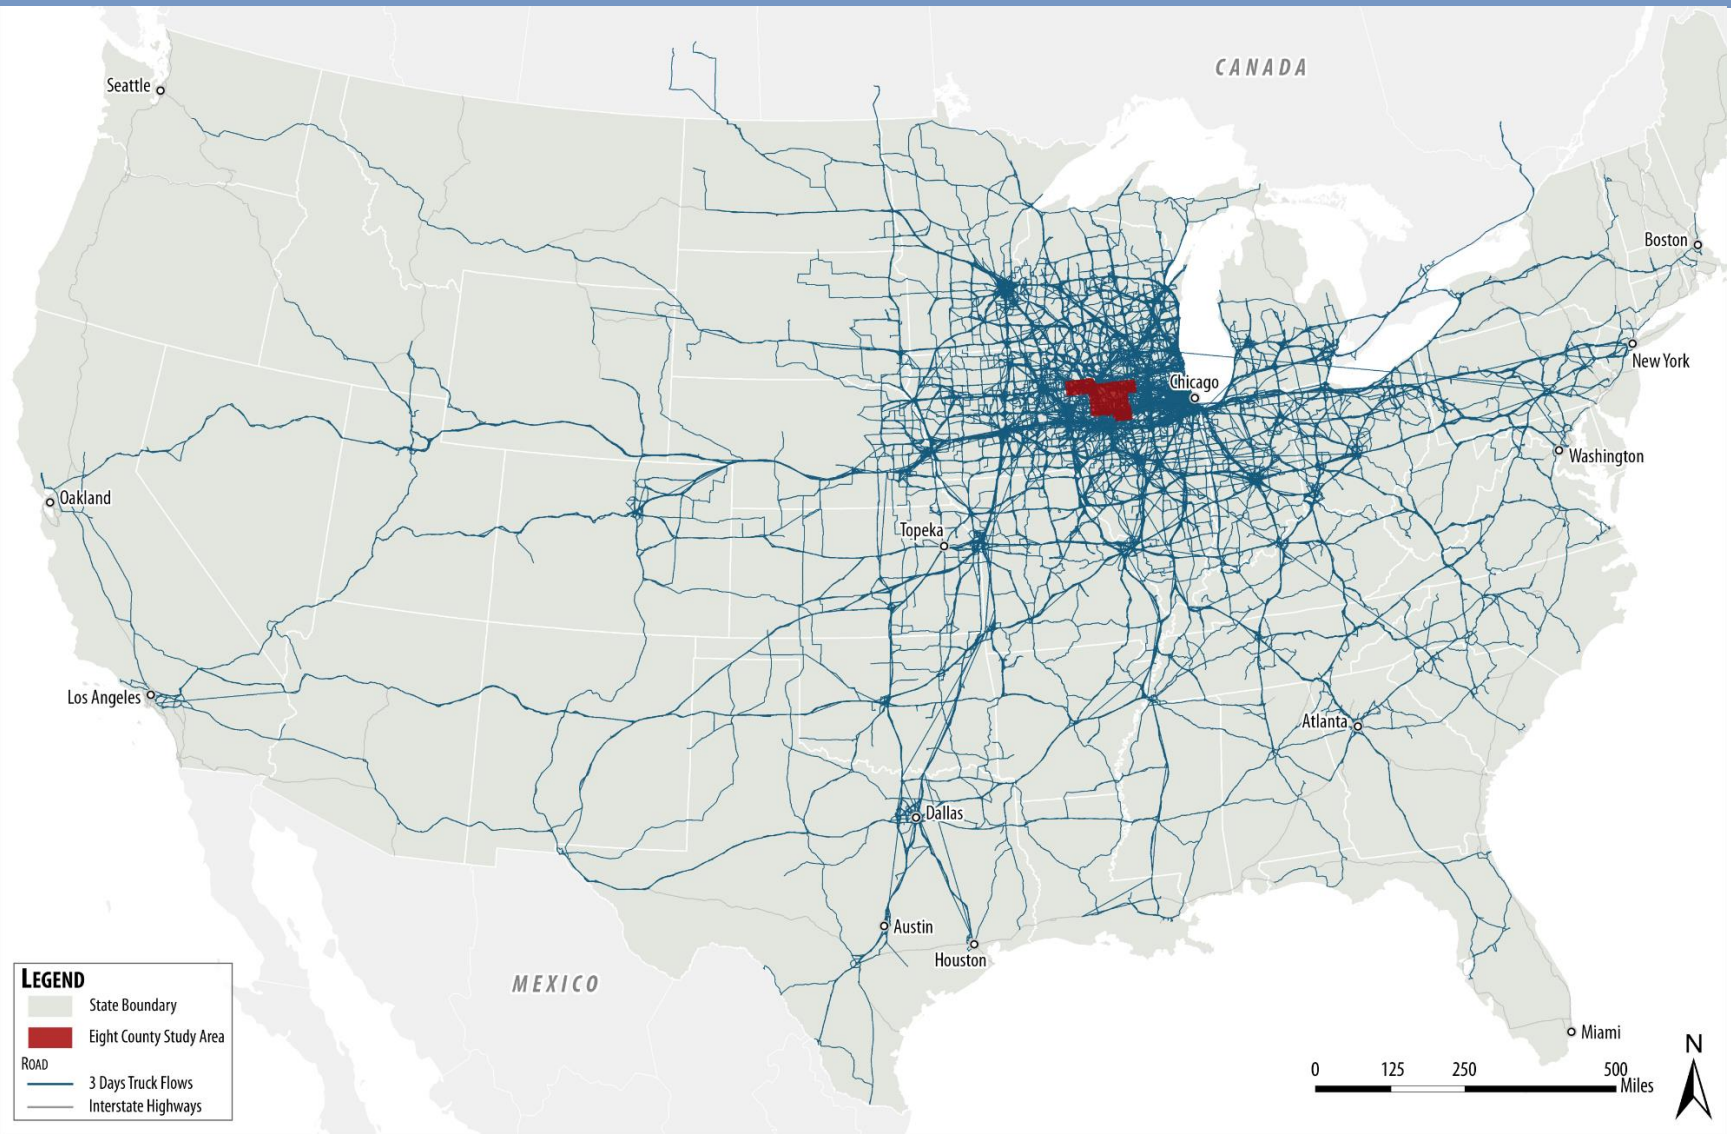 CANADA
Seattle
Boston
New York
Chicago
Washington
Oakland
Topeka
Los Angeles
Atlanta
Dallas
Austin
Houston
MEXICO
Miami
LEGEND
State Boundary
Eight County Study Area
ROAD
3 Days Truck Flows
Interstate Highways
N
0 125 250 500
Miles